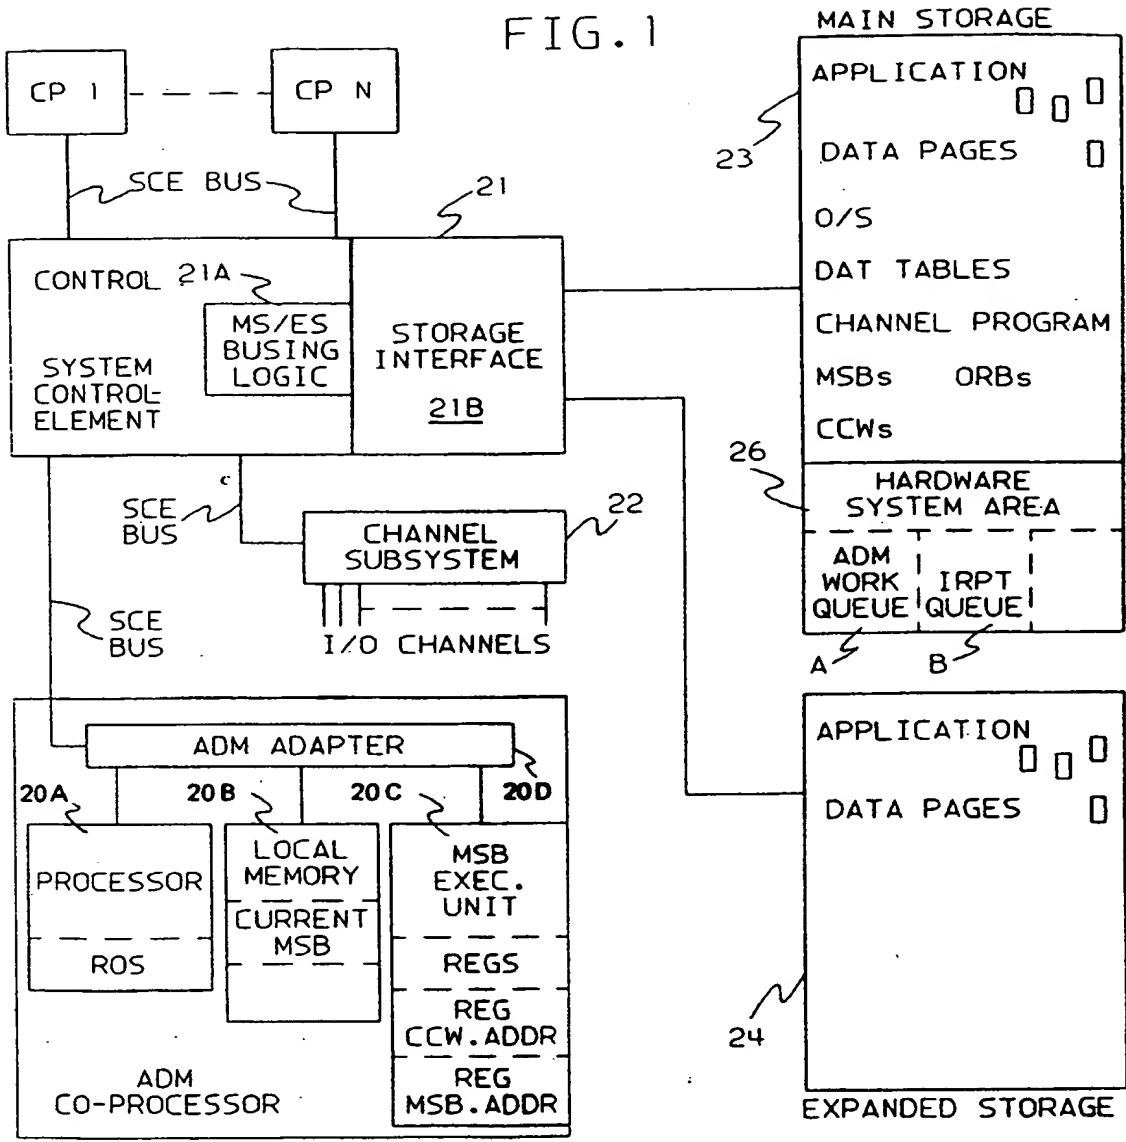 FIG. 1
CP 1
CP N
SCE BUS
21
CONTROL
21A
MS/ES
BUSING
LOGIC
SYSTEM
CONTROL-
ELEMENT
STORAGE
INTERFACE
21B
SCE
BUS
c
CHANNEL
SUBSYSTEM
22
I/O CHANNELS
SCE
BUS
ADM ADAPTER
20A
20B
20C
20D
PROCESSOR
ROS
LOCAL
MEMORY
CURRENT
MSB
MSB
EXEC.
UNIT
REGS
REG
CCW.ADDR
REG
MSB.ADDR
ADM
CO-PROCESSOR
MAIN STORAGE
APPLICATION
DATA PAGES
23
O/S
DAT TABLES
CHANNEL PROGRAM
MSBs ORBs
CCWs
26
HARDWARE
SYSTEM AREA
ADM
WORK
QUEUE
IRPT
QUEUE
A
B
APPLICATION
DATA PAGES
24
EXPANDED STORAGE